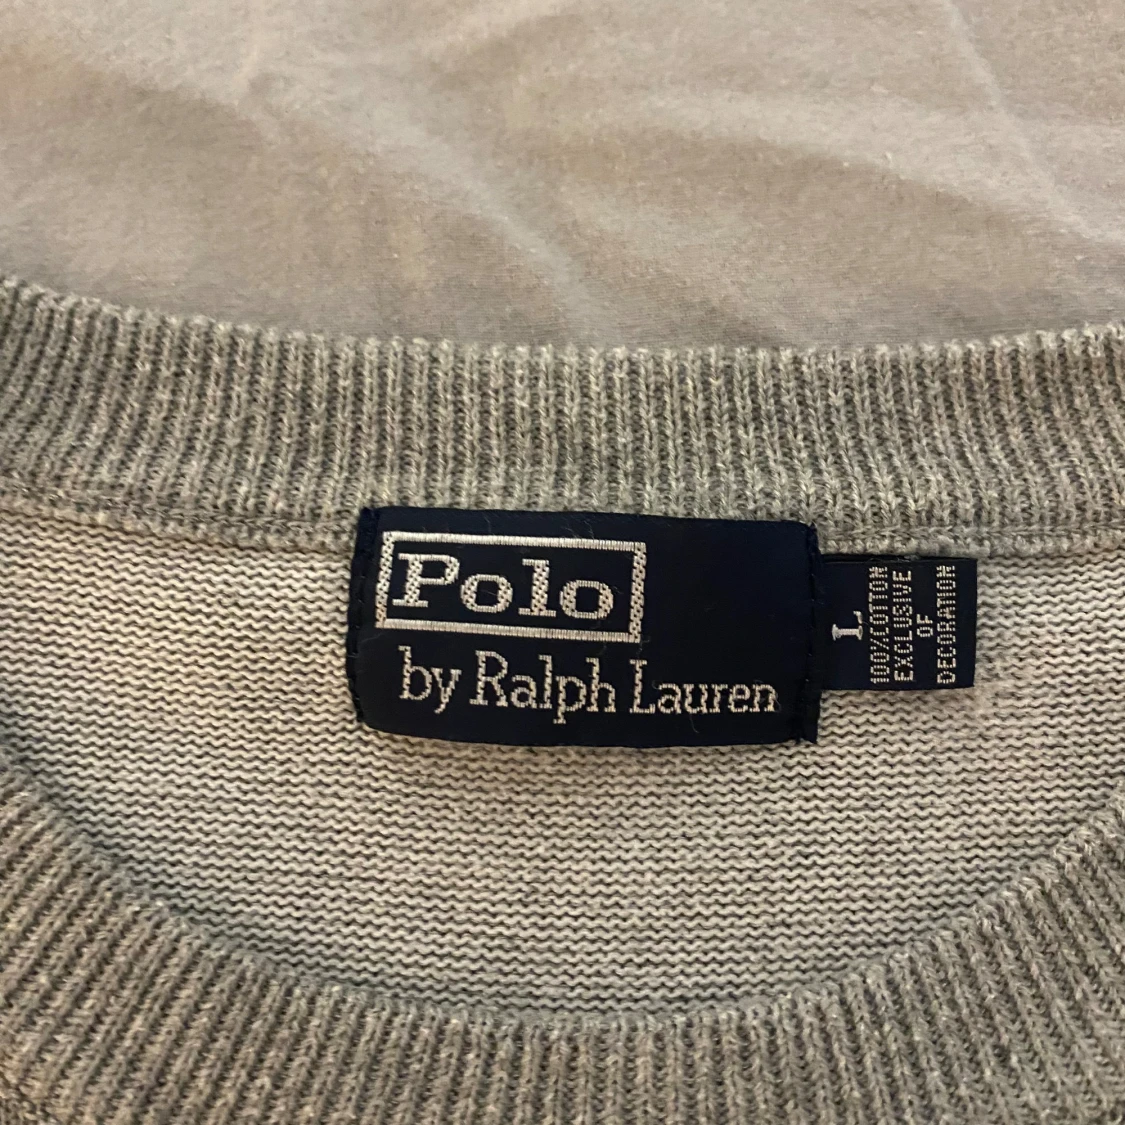 Polo
by Ralph Lauren
L
100% COTTON
EXCLUSIVE
OF
DECORATION